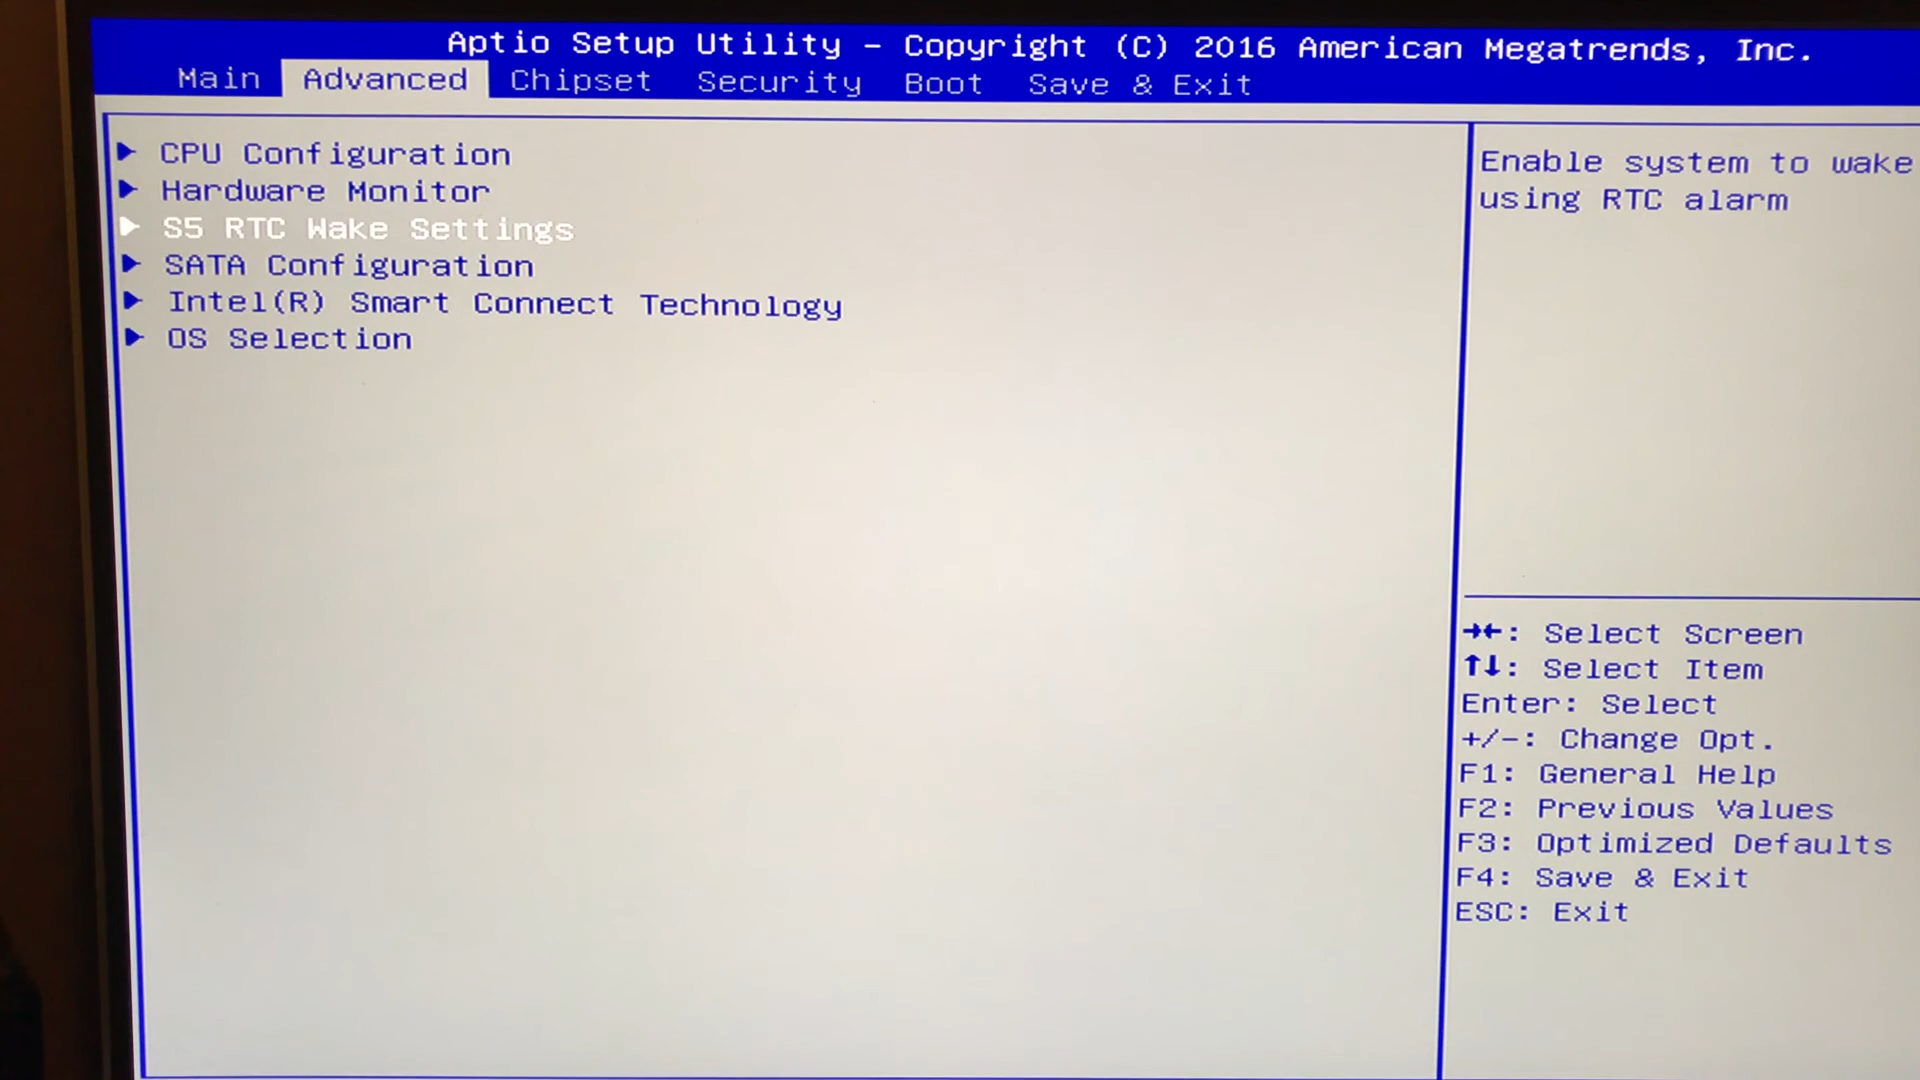 Aptio Setup Utility - Copyright (C) 2016 American Megatrends, Inc.
Main Advanced Chipset Security Boot Save & Exit
CPU Configuration
Hardware Monitor
S5 RTC Wake Settings
SATA Configuration
Intel(R) Smart Connect Technology
OS Selection
Enable system to wake
using RTC alarm
→←: Select Screen
↑↓: Select Item
Enter: Select
+/-: Change Opt.
F1: General Help
F2: Previous Values
F3: Optimized Defaults
F4: Save & Exit
ESC: Exit